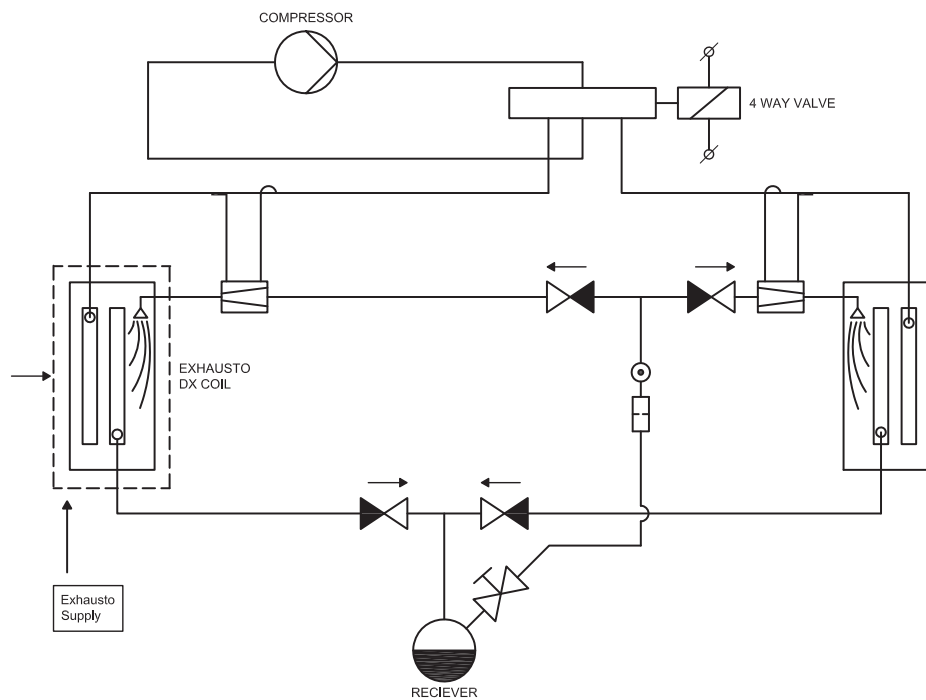 COMPRESSOR
4 WAY VALVE
EXHAUSTO
DX COIL
Exhausto
Supply
RECIEVER